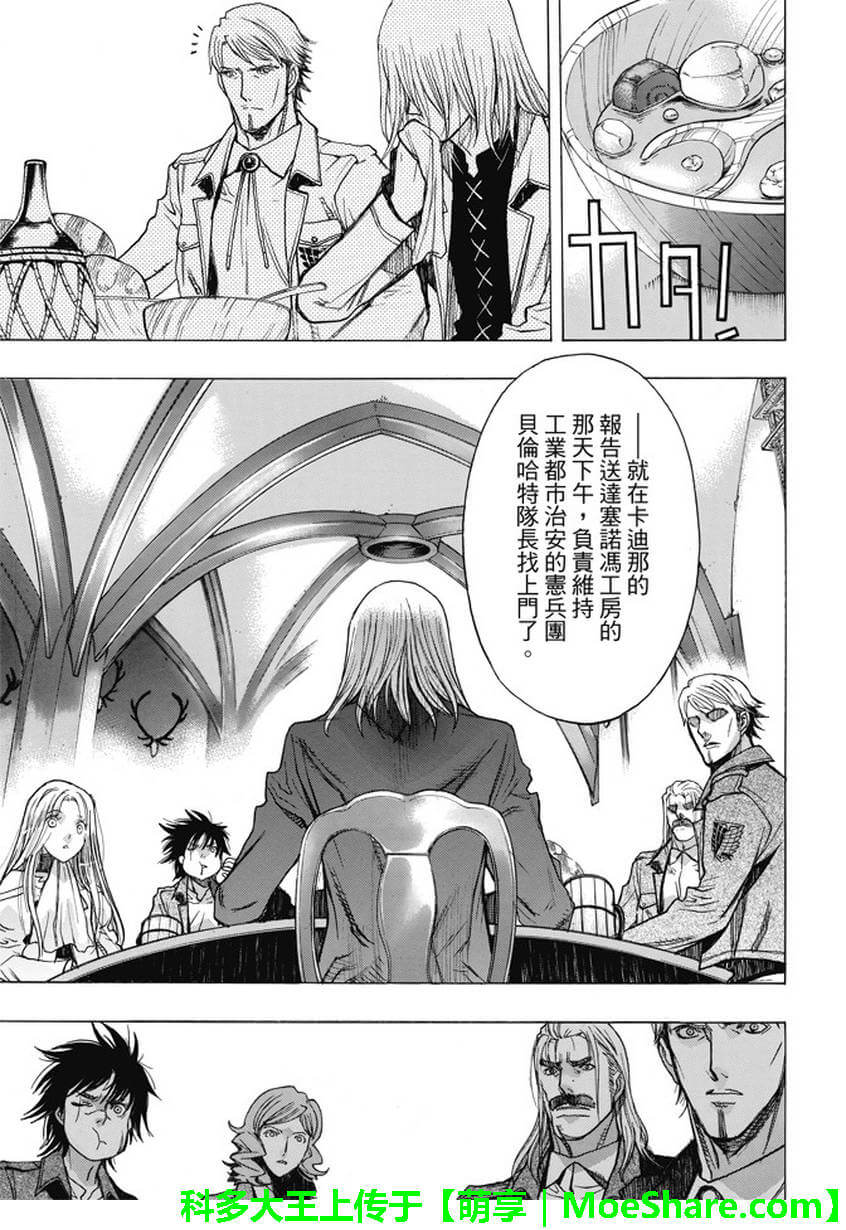 カタ!
──就在卡迪那的
報告送達塞諾馮工房的
那天下午，負責維持
工業都市治安的憲兵團
貝倫哈特隊長找上門了。
科多大王上传于【萌享｜MoeShare.com】